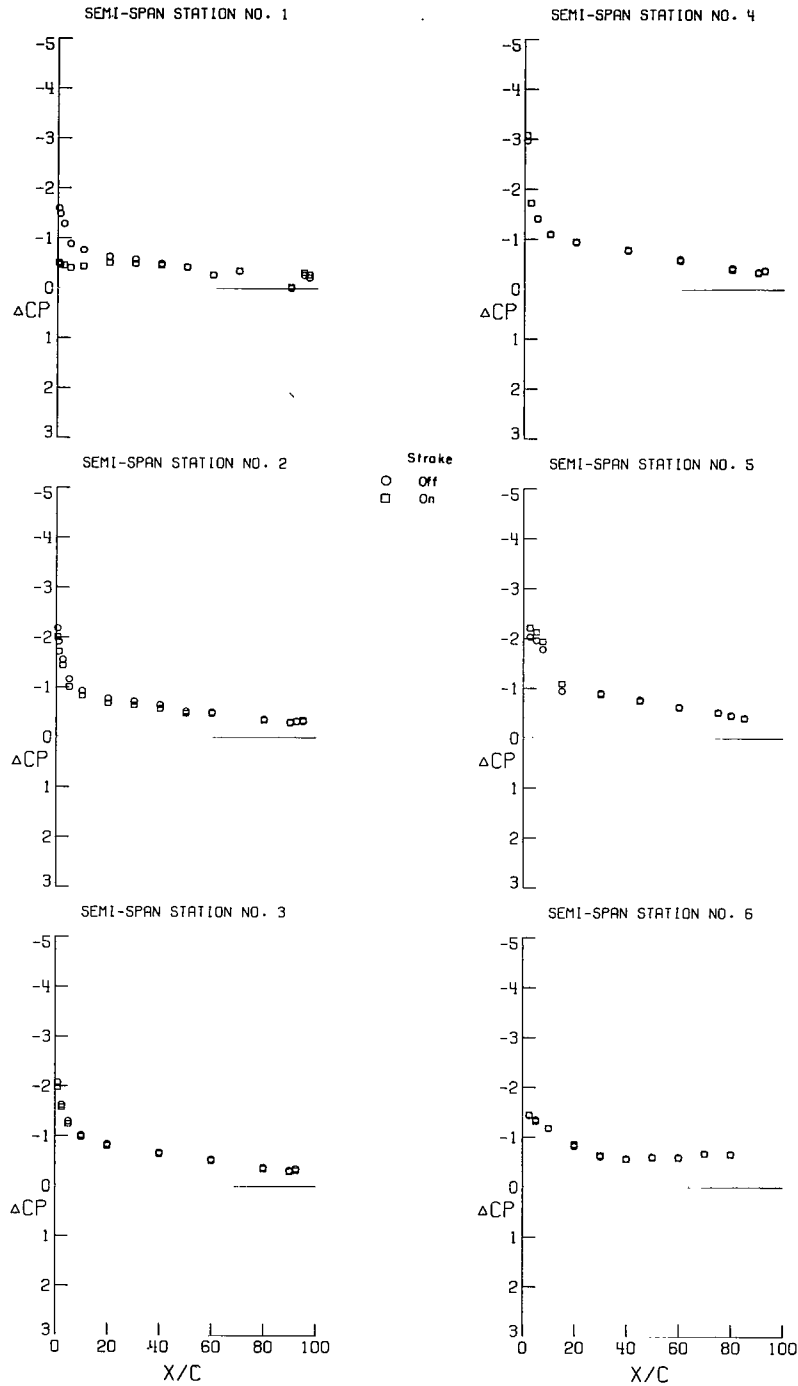 SEMI-SPAN STATION NO. 1
-5
-4
-3
-2
-1
0
ΔCP
1
2
3
SEMI-SPAN STATION NO. 4
-5
-4
-3
-2
-1
0
ΔCP
1
2
3
Strake
Off
On
SEMI-SPAN STATION NO. 2
-5
-4
-3
-2
-1
0
ΔCP
1
2
3
SEMI-SPAN STATION NO. 5
-5
-4
-3
-2
-1
0
ΔCP
1
2
3
SEMI-SPAN STATION NO. 3
-5
-4
-3
-2
-1
0
ΔCP
1
2
3
0 20 40 60 80 100
X/C
SEMI-SPAN STATION NO. 6
-5
-4
-3
-2
-1
0
ΔCP
1
2
3
0 20 40 60 80 100
X/C